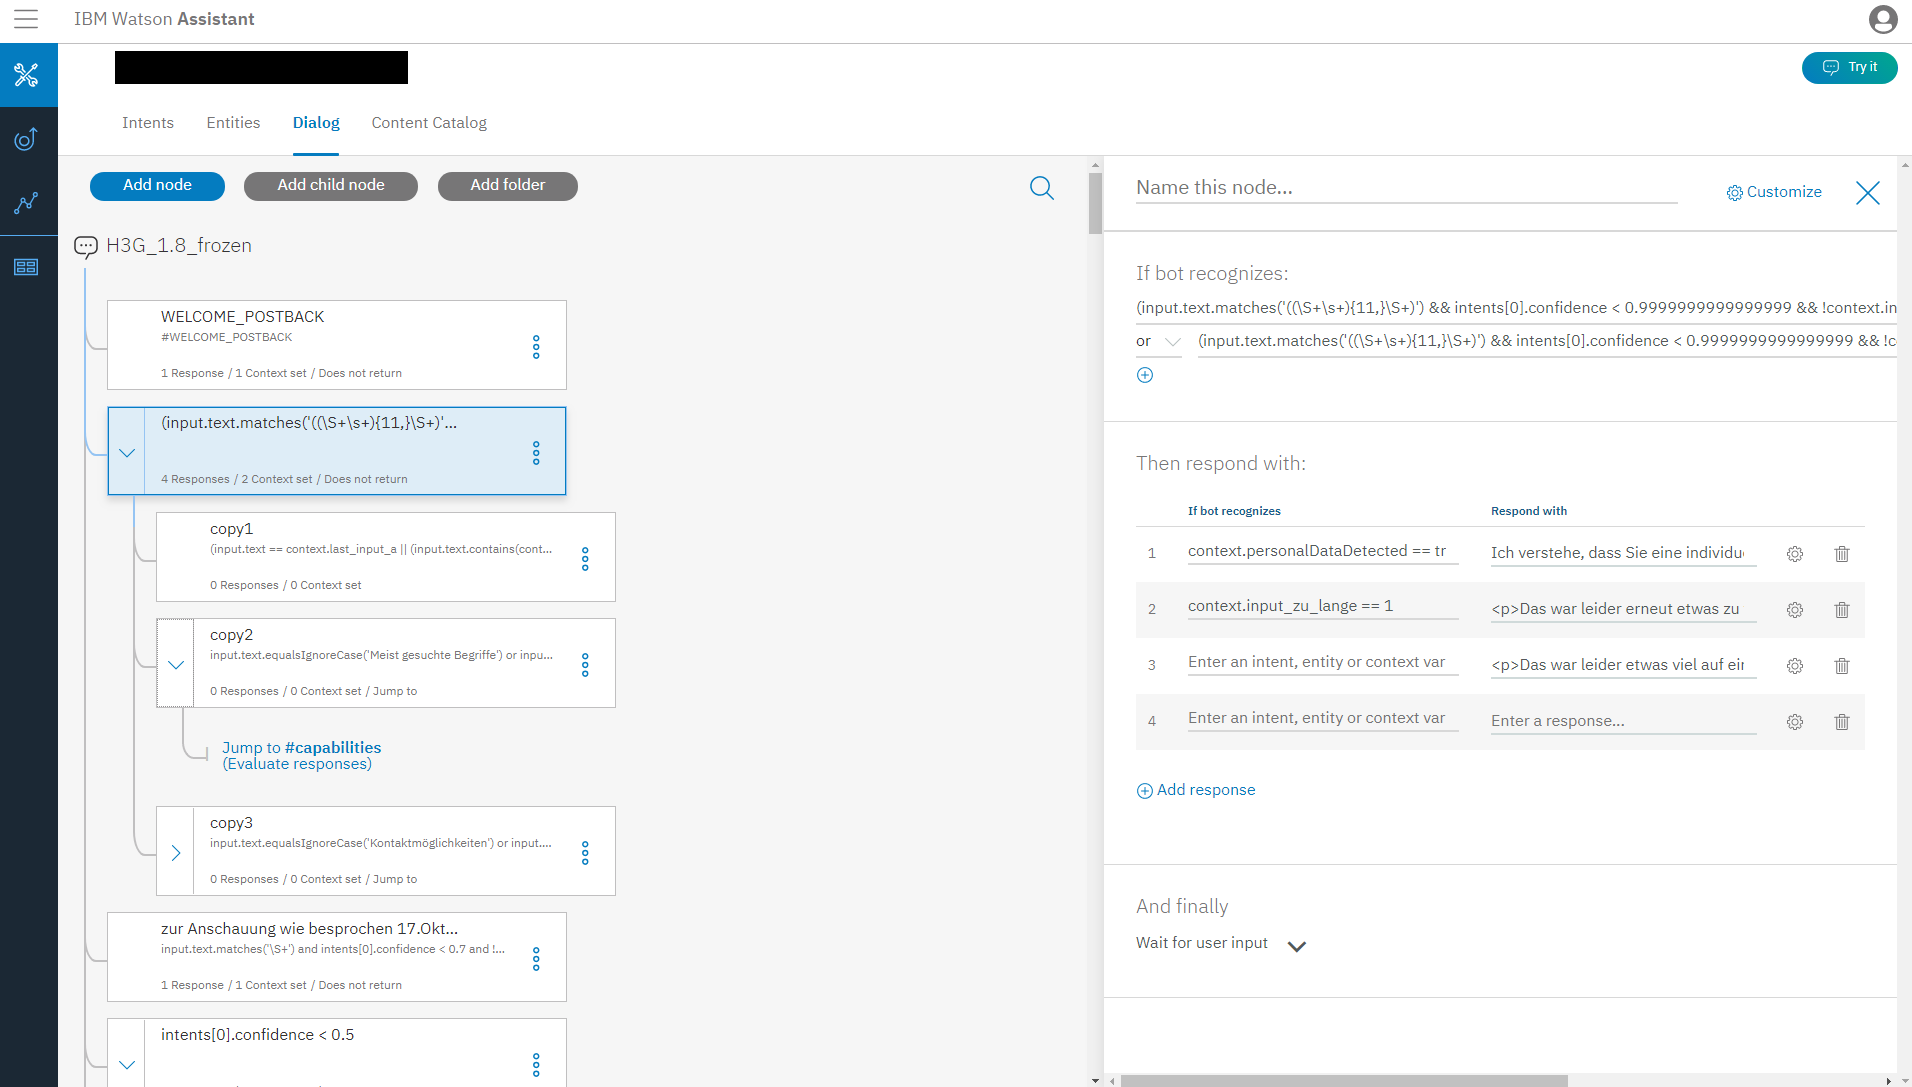 IBM Watson Assistant
Try it
Intents Entities Dialog Content Catalog
Add node Add child node Add folder
H3G_1.8_frozen
WELCOME_POSTBACK
#WELCOME_POSTBACK
1 Response / 1 Context set / Does not return
(input.text.matches('((\S+\s+){11,}\S+)'...
4 Responses / 2 Context set / Does not return
copy1
(input.text == context.last_input_a || (input.text.contains(cont...
0 Responses / 0 Context set
copy2
input.text.equalsIgnoreCase('Meist gesuchte Begriffe') or inpu...
0 Responses / 0 Context set / Jump to
Jump to #capabilities
(Evaluate responses)
copy3
input.text.equalsIgnoreCase('Kontaktmöglichkeiten') or input....
0 Responses / 0 Context set / Jump to
zur Anschauung wie besprochen 17.Okt...
input.text.matches('\S+') and intents[0].confidence < 0.7 and !...
1 Response / 1 Context set / Does not return
intents[0].confidence < 0.5
Name this node...
Customize
If bot recognizes:
(input.text.matches('((\S+\s+){11,}\S+)') && intents[0].confidence < 0.9999999999999999 && !context.in
or (input.text.matches('((\S+\s+){11,}\S+)') && intents[0].confidence < 0.9999999999999999 && !c
Then respond with:
If bot recognizes Respond with
1 context.personalDataDetected == tr Ich verstehe, dass Sie eine individu
2 context.input_zu_lange == 1 <p>Das war leider erneut etwas zu
3 Enter an intent, entity or context var <p>Das war leider etwas viel auf ein
4 Enter an intent, entity or context var Enter a response...
Add response
And finally
Wait for user input